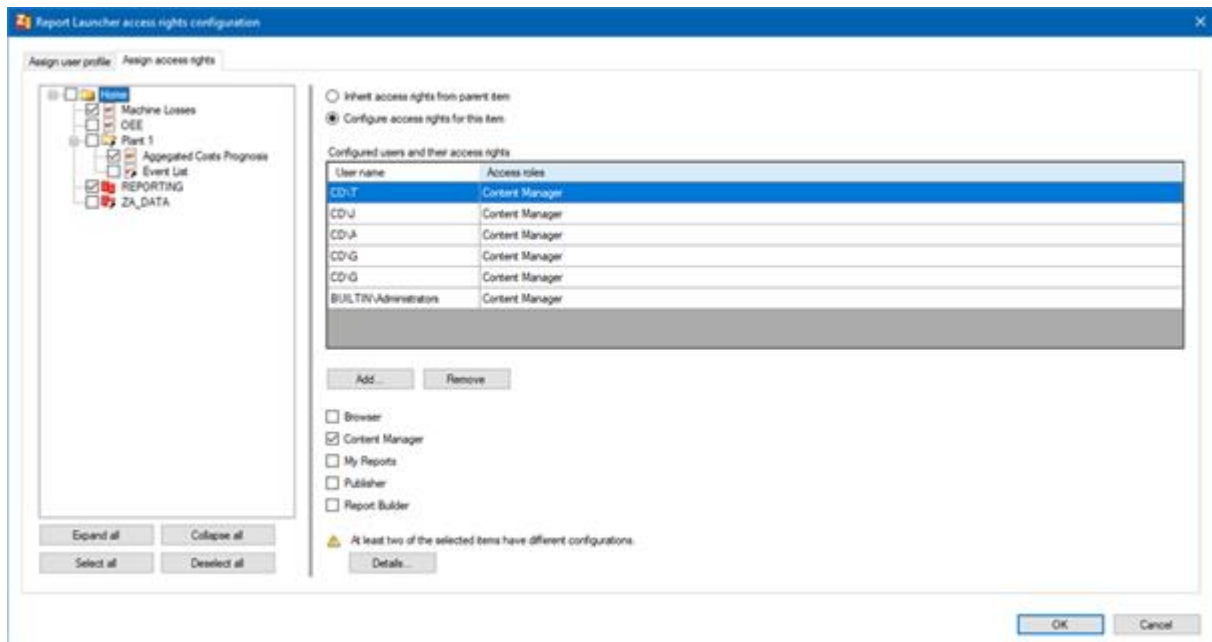 Report Launcher access rights configuration
Assign user profile
Assign access rights
Home
Machine Losses
OEE
Plant 1
Aggegated Costs Prognosis
Event List
REPORTING
ZA_DATA
Expand all
Collapse all
Select all
Deselect all
Inherit access rights from parent item
Configure access rights for this item
Configured users and their access rights
User name Access roles
CD\T Content Manager
CD\J Content Manager
CD\A Content Manager
CD\G Content Manager
CD\G Content Manager
BUILTIN\Administrators Content Manager
Add... Remove
Browser
Content Manager
My Reports
Publisher
Report Builder
At least two of the selected items have different configurations.
Details...
OK Cancel